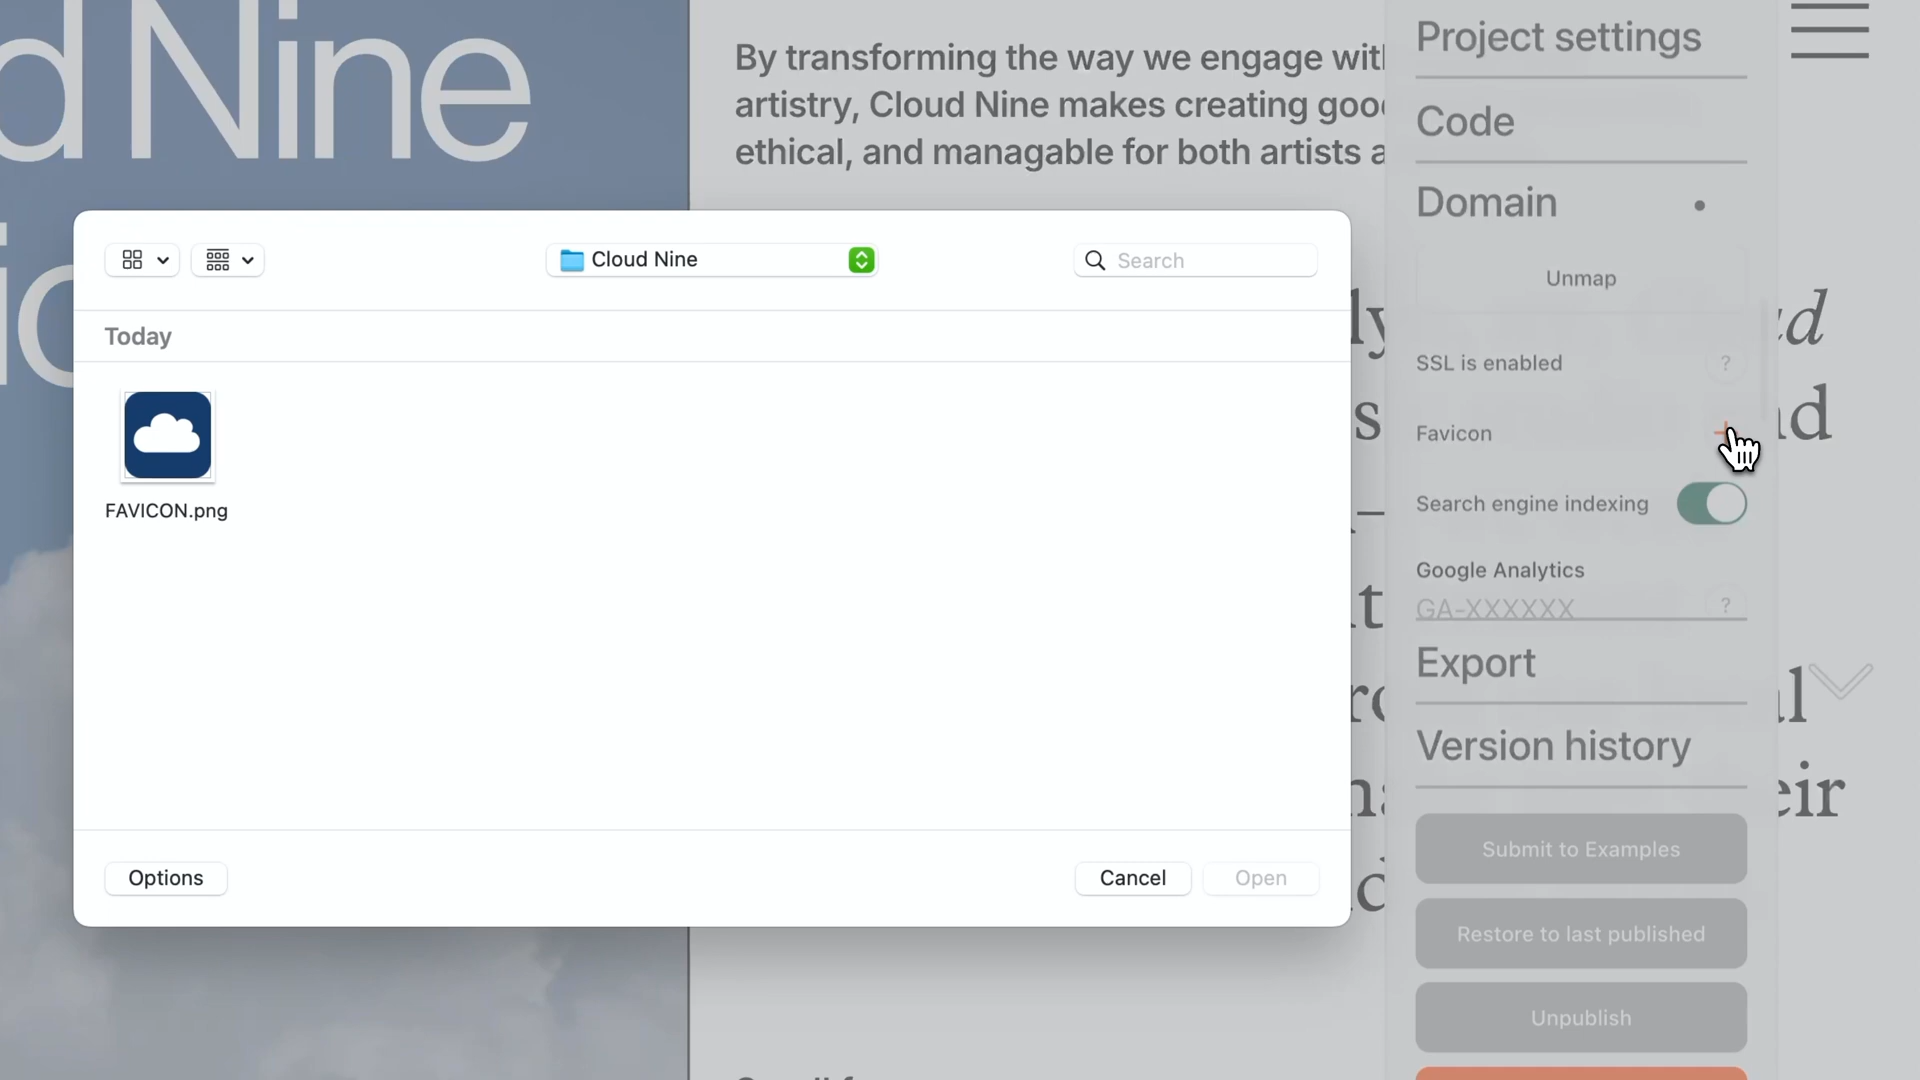 d Nine
By transforming the way we engage with
artistry, Cloud Nine makes creating good
ethical, and managable for both artists a
Cloud Nine
Search
Today
FAVICON.png
Options
Cancel
Open
Project settings
Code
Domain
Unmap
SSL is enabled
?
Favicon
Search engine indexing
Google Analytics
GA-XXXXXX
?
Export
Version history
Submit to Examples
Restore to last published
Unpublish